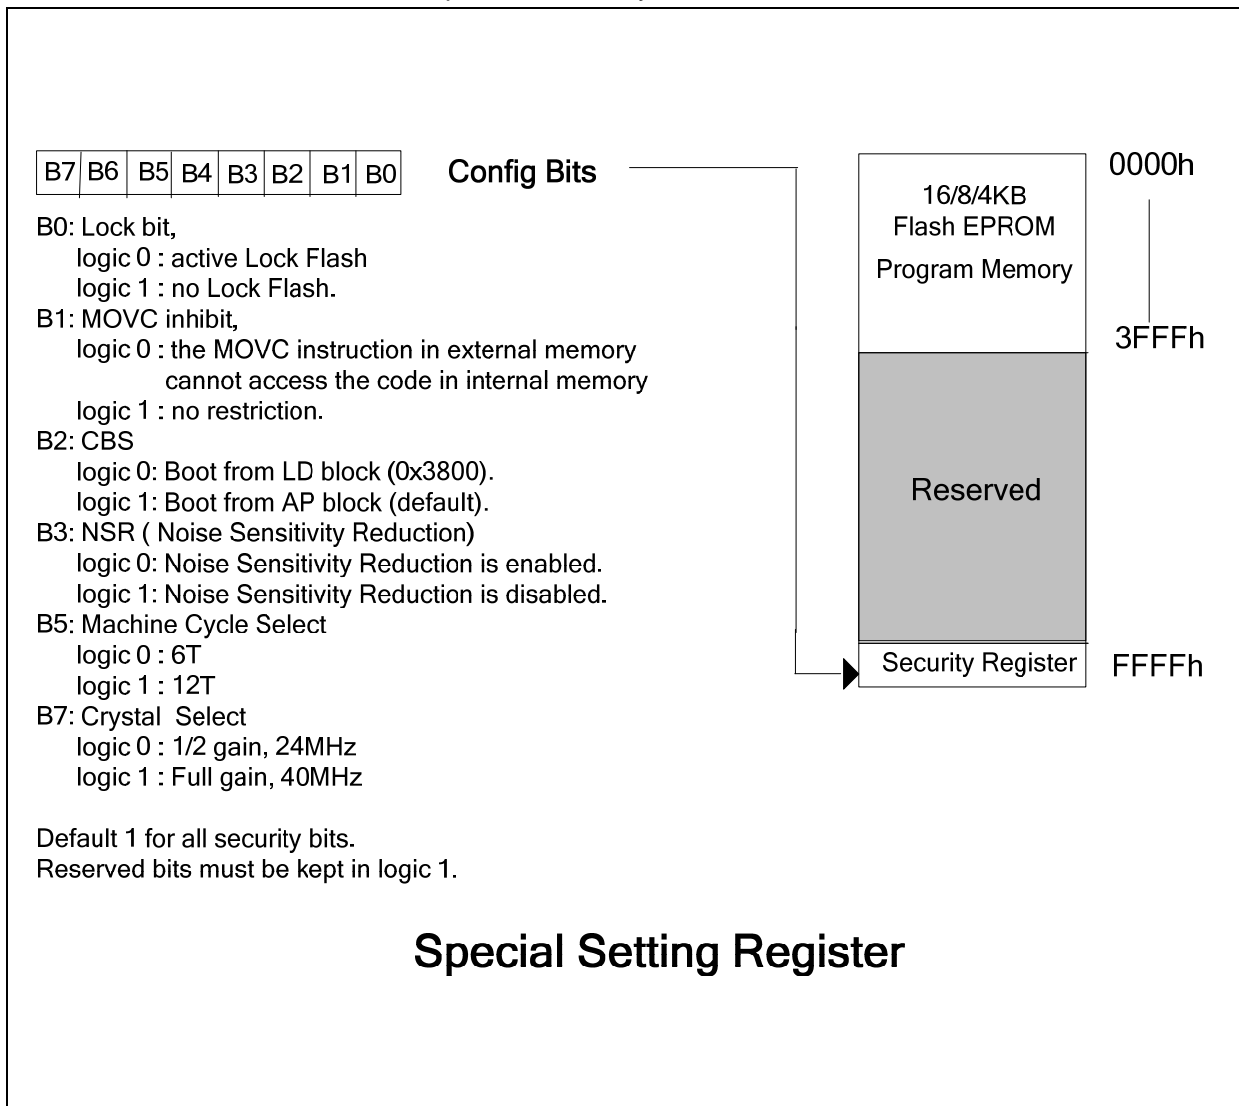 B7 B6 B5 B4 B3 B2 B1 B0
Config Bits
B0: Lock bit,
logic 0 : active Lock Flash
logic 1 : no Lock Flash.
B1: MOVC inhibit,
logic 0 : the MOVC instruction in external memory
cannot access the code in internal memory
logic 1 : no restriction.
B2: CBS
logic 0: Boot from LD block (0x3800).
logic 1: Boot from AP block (default).
B3: NSR ( Noise Sensitivity Reduction)
logic 0: Noise Sensitivity Reduction is enabled.
logic 1: Noise Sensitivity Reduction is disabled.
B5: Machine Cycle Select
logic 0 : 6T
logic 1 : 12T
B7: Crystal Select
logic 0 : 1/2 gain, 24MHz
logic 1 : Full gain, 40MHz
Default 1 for all security bits.
Reserved bits must be kept in logic 1.
16/8/4KB
Flash EPROM
Program Memory
0000h
3FFFh
Reserved
Security Register
FFFFh
Special Setting Register